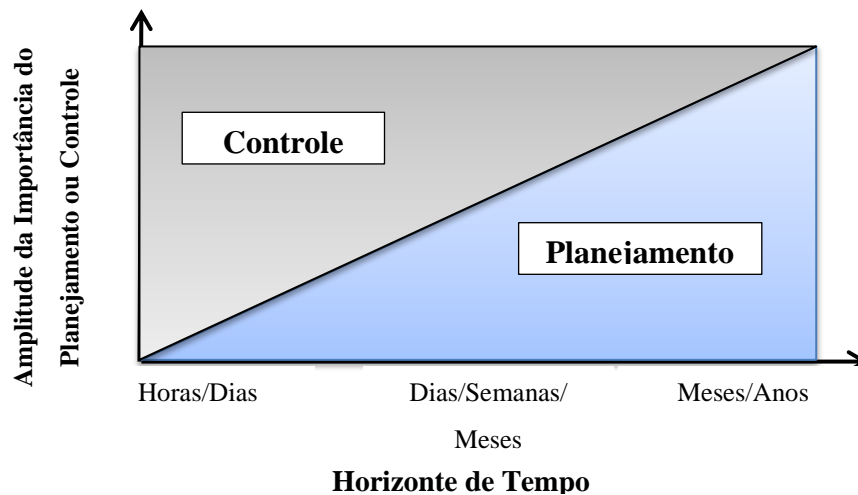 Amplitude da Importância do
Planejamento ou Controle
Controle
Planejamento
Horas/Dias
Dias/Semanas/
Meses
Meses/Anos
Horizonte de Tempo